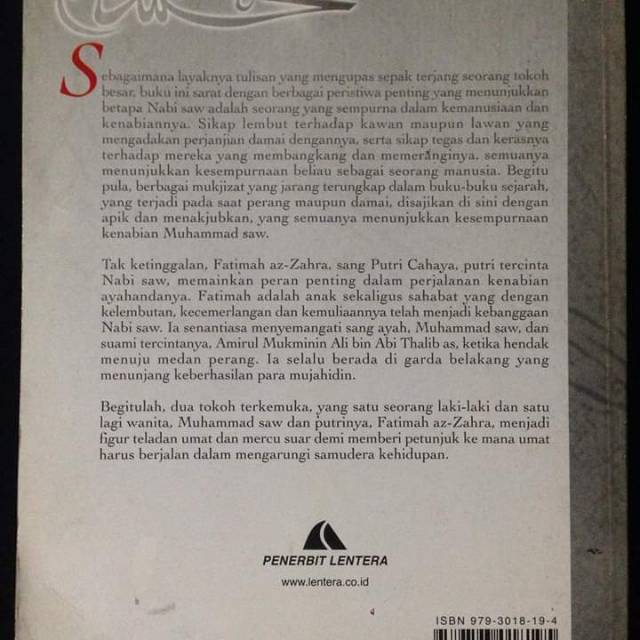 Sebagaimana layaknya tulisan yang mengupas sepak terjang seorang tokoh
besar, buku ini sarat dengan berbagai peristiwa penting yang menunjukkan
betapa Nabi saw adalah seorang yang sempurna dalam kemanusiaan dan
kenabiannya. Sikap lembut terhadap kawan maupun lawan yang
mengadakan perjanjian damai dengannya, serta sikap tegas dan kerasnya
terhadap mereka yang membangkang dan memeranginya, semuanya
menunjukkan kesempurnaan beliau sebagai seorang manusia. Begitu
pula, berbagai mukjizat yang jarang terungkap dalam buku-buku sejarah,
yang terjadi pada saat perang maupun damai, disajikan di sini dengan
apik dan menakjubkan, yang semuanya menunjukkan kesempurnaan
kenabian Muhammad saw.
Tak ketinggalan, Fatimah az-Zahra, sang Putri Cahaya, putri tercinta
Nabi saw, memainkan peran penting dalam perjalanan kenabian
ayahandanya. Fatimah adalah anak sekaligus sahabat yang dengan
kelembutan, kecemerlangan dan kemuliaannya telah menjadi kebanggaan
Nabi saw. Ia senantiasa menyemangati sang ayah, Muhammad saw, dan
suami tercintanya, Amirul Mukminin Ali bin Abi Thalib as, ketika hendak
menuju medan perang. Ia selalu berada di garda belakang yang
menunjang keberhasilan para mujahidin.
Begitulah, dua tokoh terkemuka, yang satu seorang laki-laki dan satu
lagi wanita, Muhammad saw dan putrinya, Fatimah az-Zahra, menjadi
figur teladan umat dan mercu suar demi memberi petunjuk ke mana umat
harus berjalan dalam mengarungi samudera kehidupan.
PENERBIT LENTERA
www.lentera.co.id
ISBN 979-3018-19-4